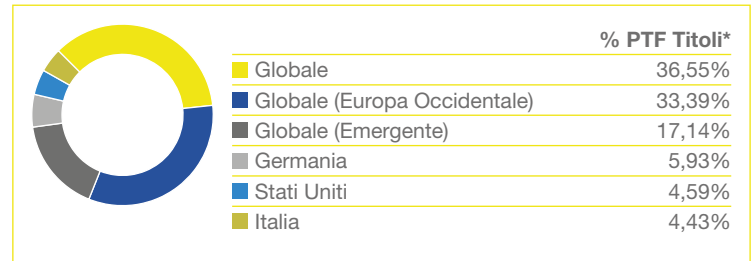 % PTF Titoli*
Globale 36,55%
Globale (Europa Occidentale) 33,39%
Globale (Emergente) 17,14%
Germania 5,93%
Stati Uniti 4,59%
Italia 4,43%